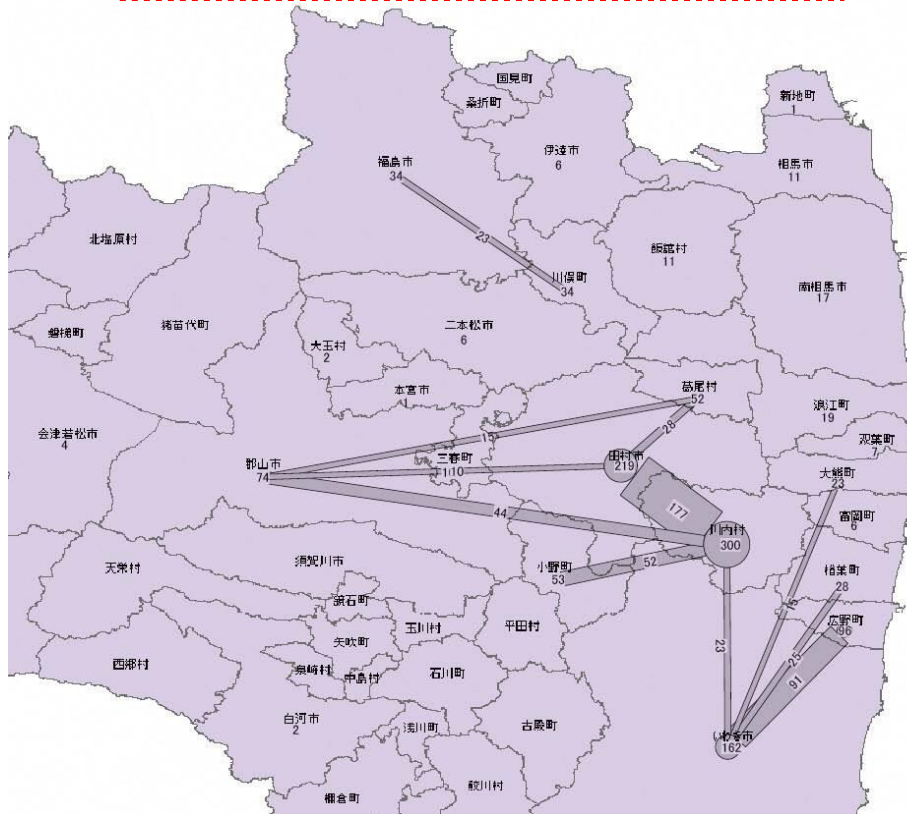 国見町
桑折町
新地町
1
福島市
34
伊達市
6
相馬市
11
北塩原村
23
飯舘村
11
川俣町
34
南相馬市
17
磐梯町
猪苗代町
二本松市
6
大玉村
2
本宮市
1
葛尾村
52
浪江町
19
会津若松市
4
15
28
双葉町
7
郡山市
74
三春町
1
10
田村市
219
大熊町
23
177
44
富岡町
6
川内村
300
天栄村
須賀川市
小野町
53
52
楢葉町
28
鏡石町
15
広野町
96
矢吹町
玉川村
平田村
23
25
西郷村
泉崎村
中島村
石川町
91
白河市
2
浅川町
古殿町
いわき市
162
棚倉町
鮫川村